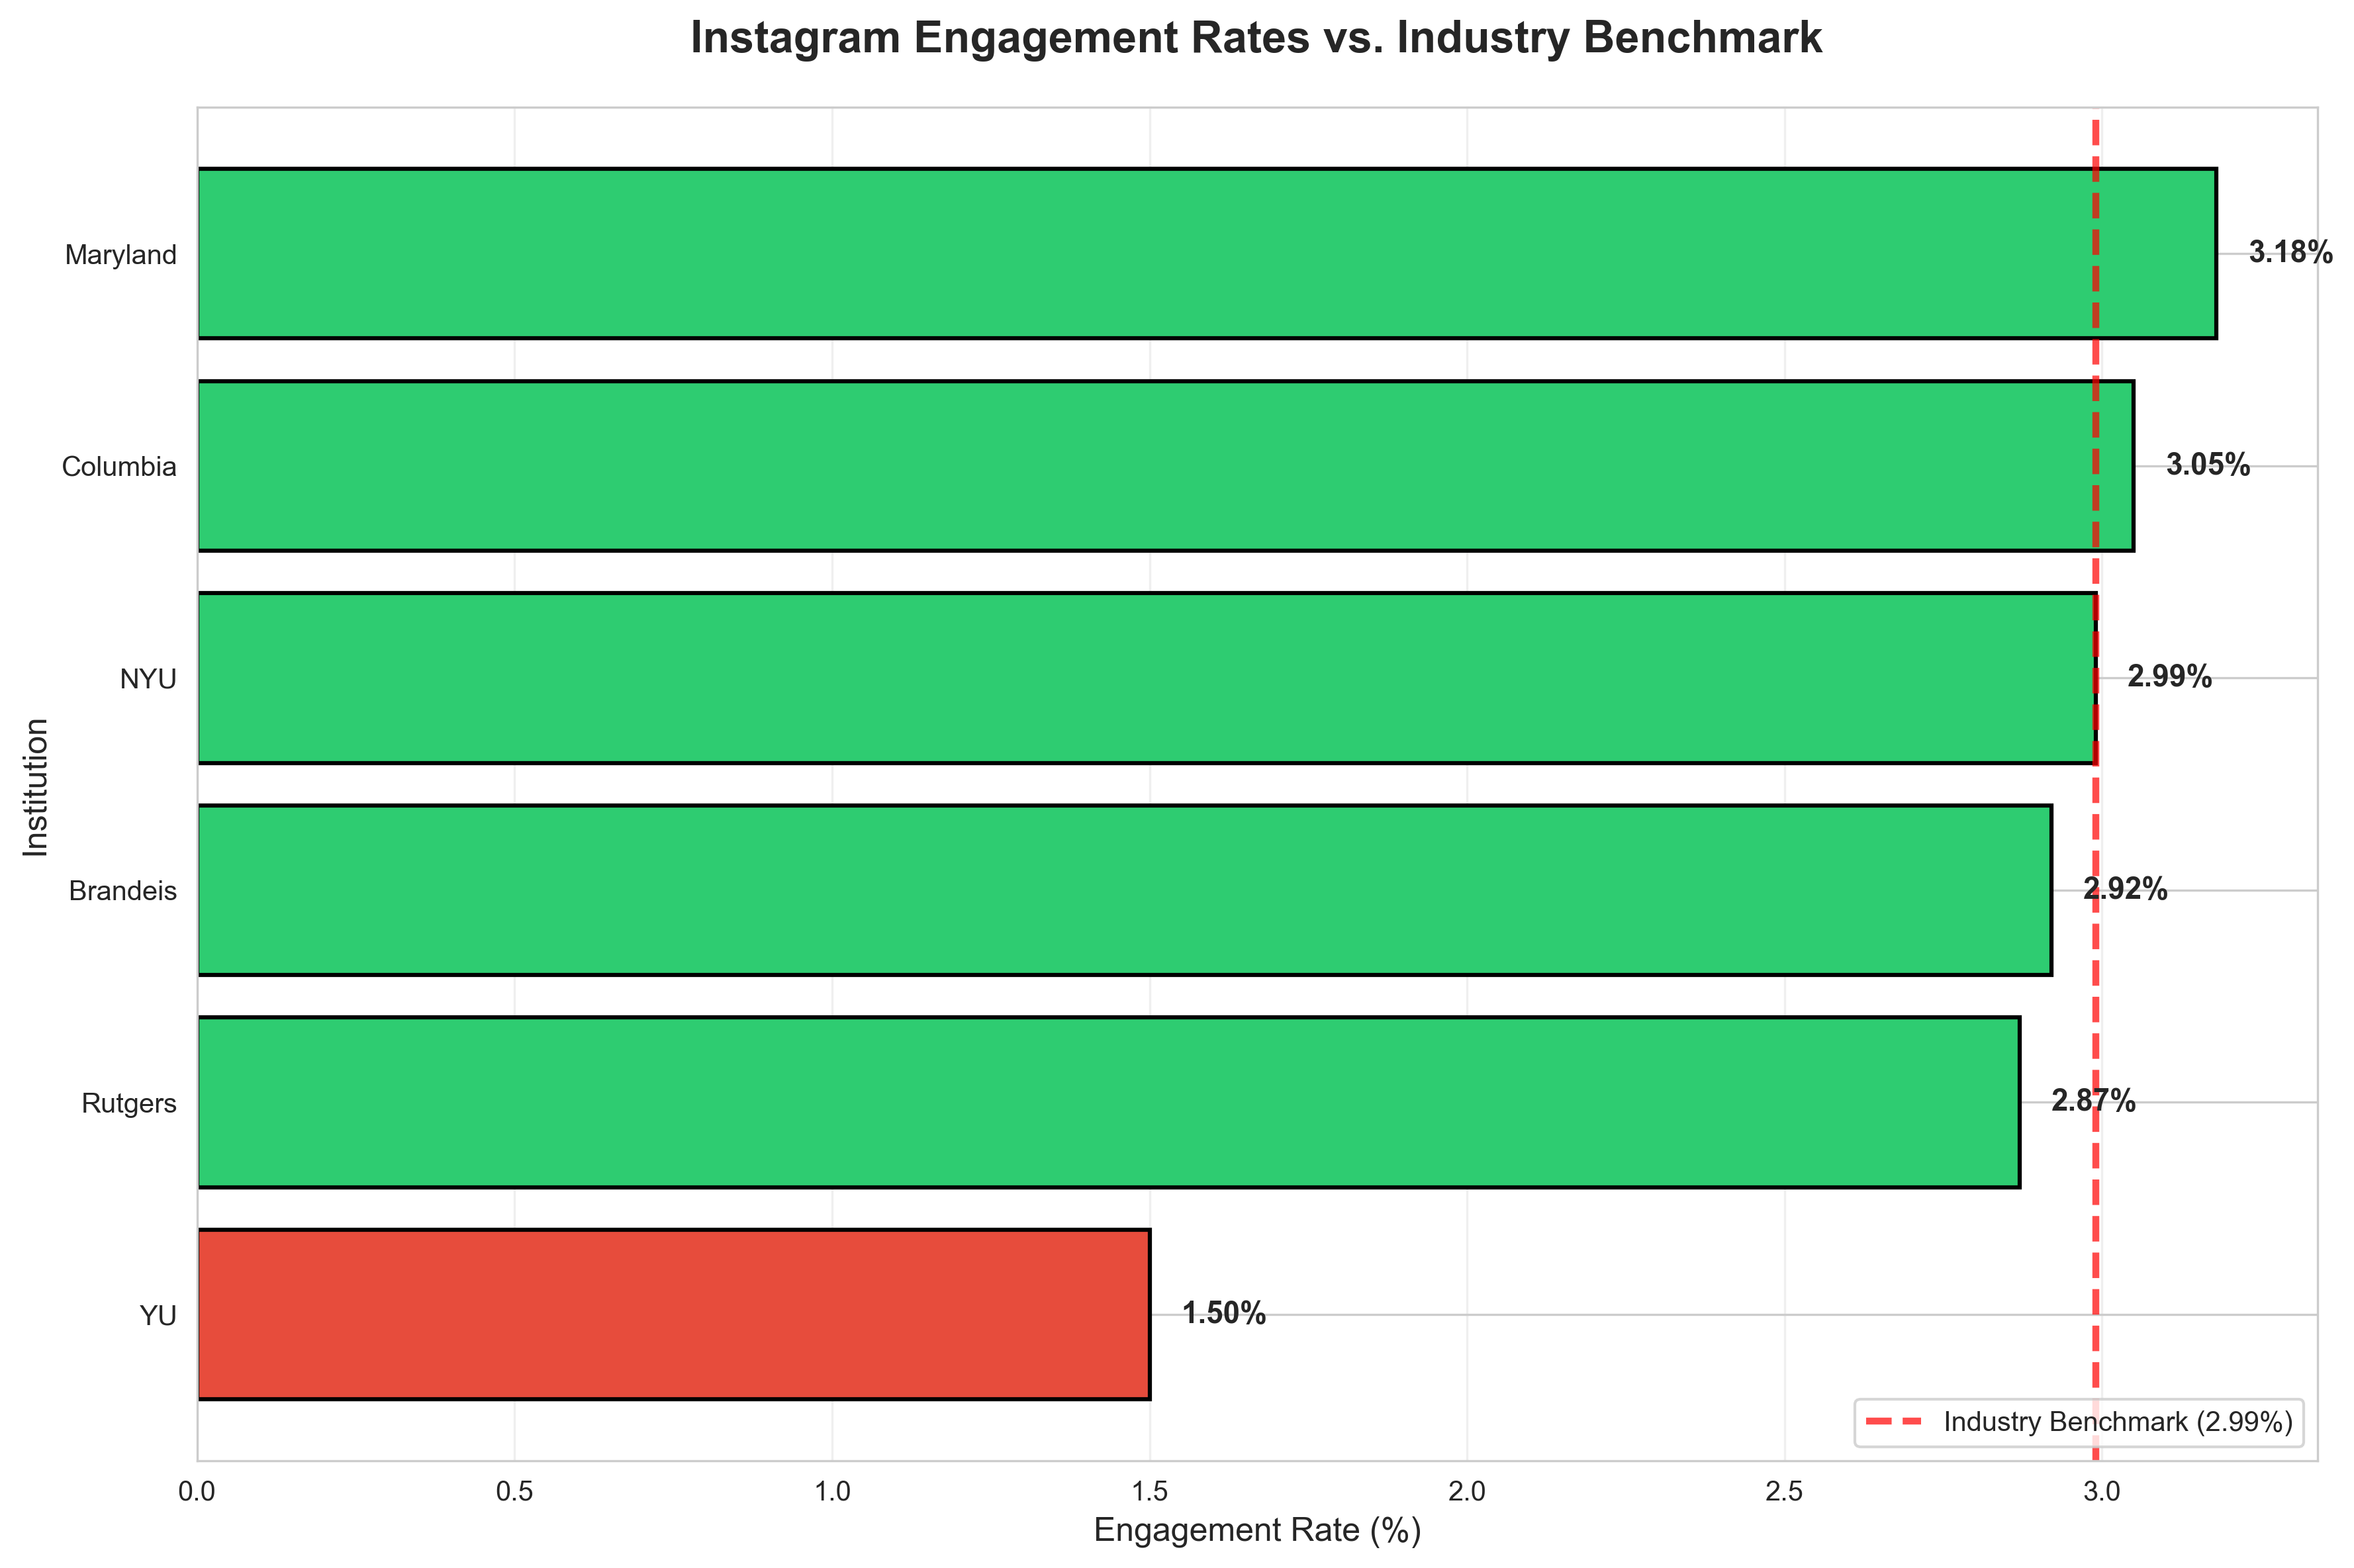 Instagram Engagement Rates vs. Industry Benchmark
Maryland
3.18%
Columbia
3.05%
NYU
2.99%
Brandeis
2.92%
Rutgers
2.87%
YU
1.50%
Institution
Industry Benchmark (2.99%)
0.0 0.5 1.0 1.5 2.0 2.5 3.0
Engagement Rate (%)